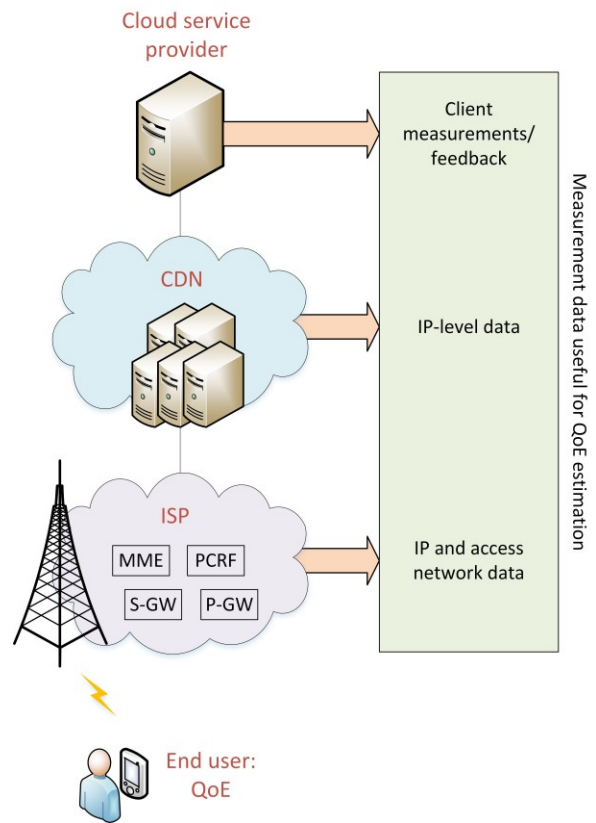 Cloud service
provider
Client
measurements/
feedback
CDN
IP-level data
ISP
MME
PCRF
S-GW
P-GW
IP and access
network data
Measurement data useful for QoE estimation
End user:
QoE